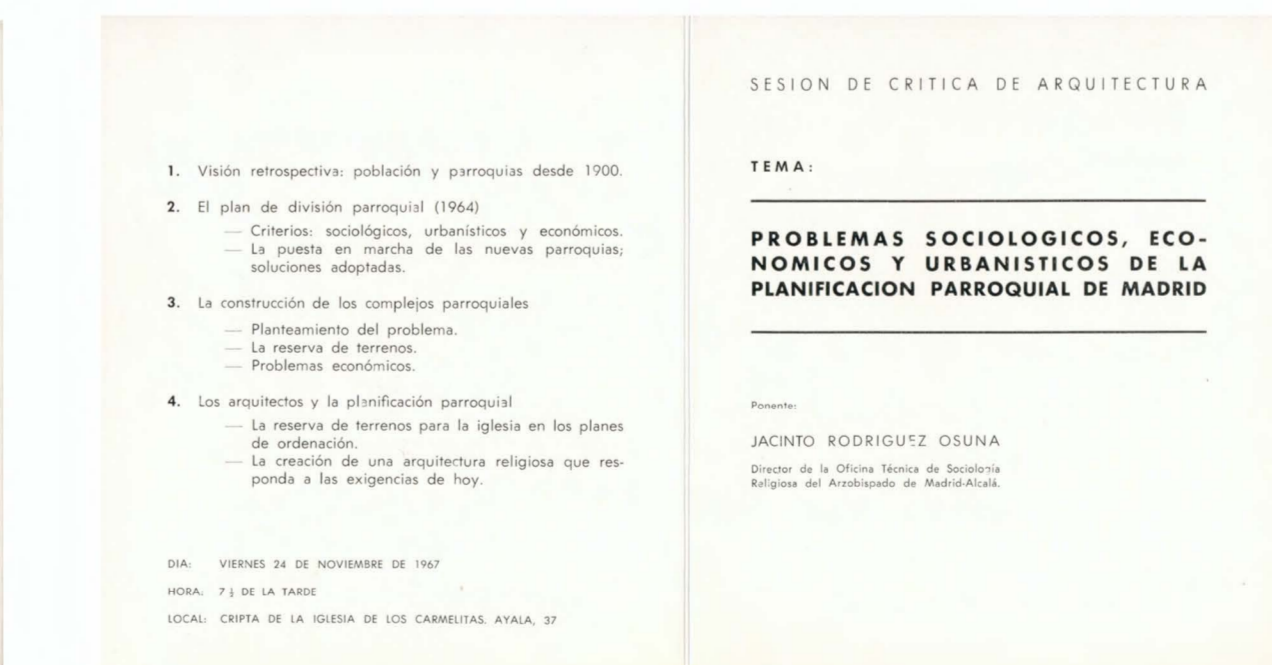 1. Visión retrospectiva: población y parroquias desde 1900.
2. El plan de división parroquial (1964)
— Criterios: sociológicos, urbanísticos y económicos.
— La puesta en marcha de las nuevas parroquias;
soluciones adoptadas.
3. La construcción de los complejos parroquiales
— Planteamiento del problema.
— La reserva de terrenos.
— Problemas económicos.
4. Los arquitectos y la planificación parroquial
— La reserva de terrenos para la iglesia en los planes
de ordenación.
— La creación de una arquitectura religiosa que res-
ponda a las exigencias de hoy.
DIA: VIERNES 24 DE NOVIEMBRE DE 1967
HORA: 7 ½ DE LA TARDE
LOCAL: CRIPTA DE LA IGLESIA DE LOS CARMELITAS. AYALA, 37
SESION DE CRITICA DE ARQUITECTURA
TEMA:
PROBLEMAS SOCIOLOGICOS, ECO-
NOMICOS Y URBANISTICOS DE LA
PLANIFICACION PARROQUIAL DE MADRID
Ponente:
JACINTO RODRIGUEZ OSUNA
Director de la Oficina Técnica de Sociología
Religiosa del Arzobispado de Madrid-Alcalá.